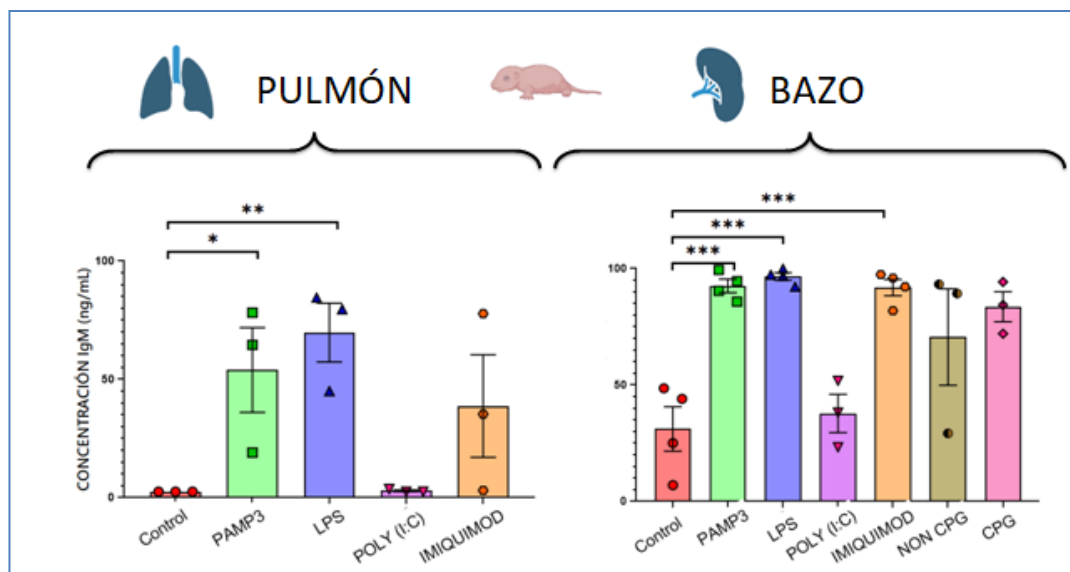 PULMÓN
BAZO
**
*
CONCENTRACIÓN IgM (ng/mL)
100
50
0
Control
PAMP3
LPS
POLY (I:C)
IMIQUIMOD
***
***
***
100
50
0
Control
PAMP3
LPS
POLY (I:C)
IMIQUIMOD
NON CPG
CPG